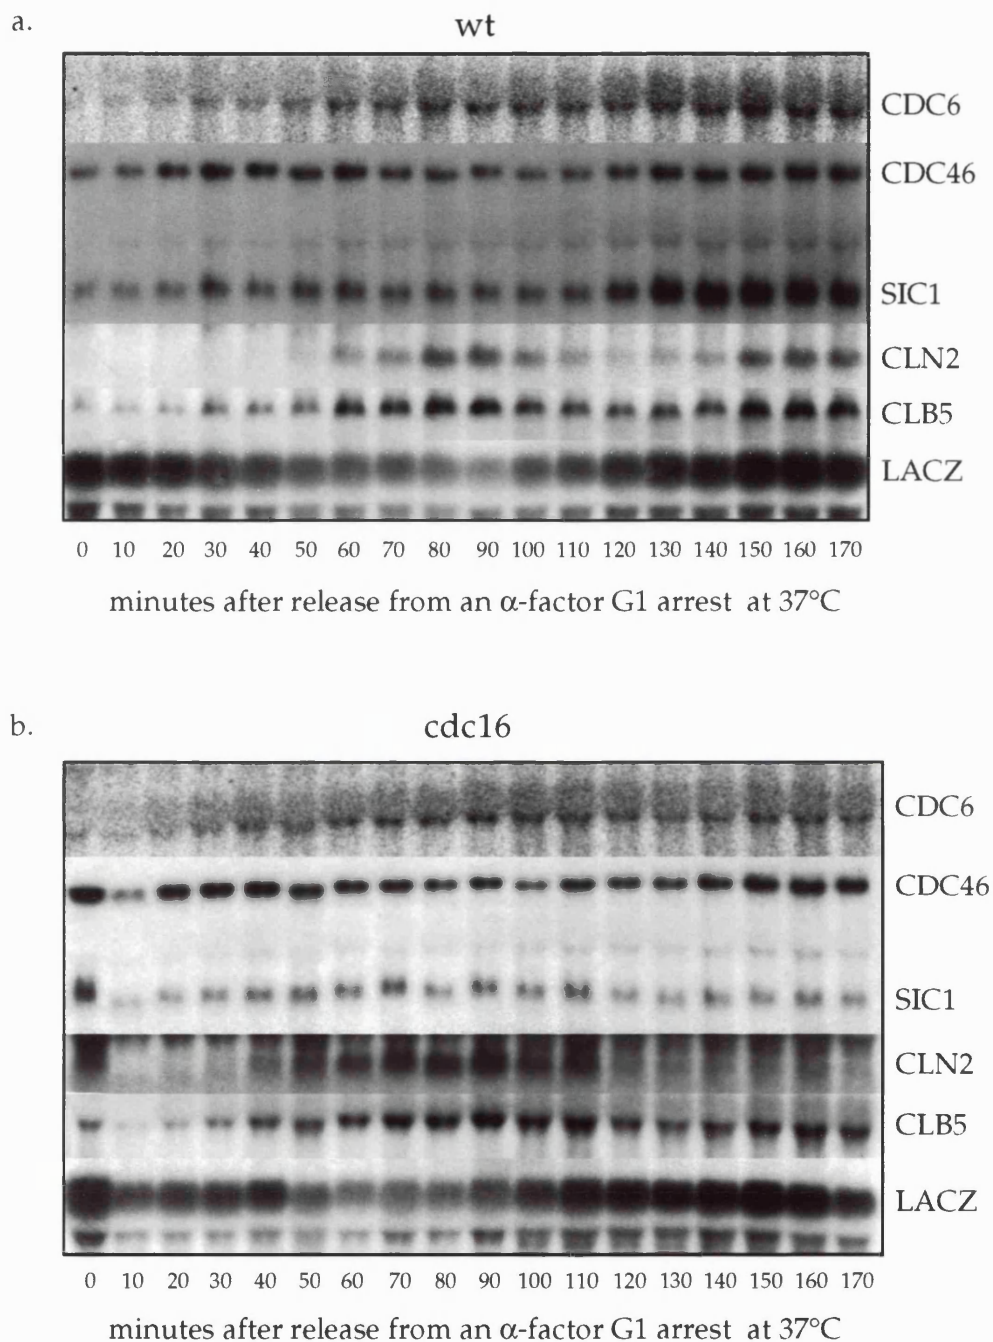 a.
wt
CDC6
CDC46
SIC1
CLN2
CLB5
LACZ
0 10 20 30 40 50 60 70 80 90 100 110 120 130 140 150 160 170
minutes after release from an α-factor G1 arrest at 37°C
b.
cdc16
CDC6
CDC46
SIC1
CLN2
CLB5
LACZ
0 10 20 30 40 50 60 70 80 90 100 110 120 130 140 150 160 170
minutes after release from an α-factor G1 arrest at 37°C